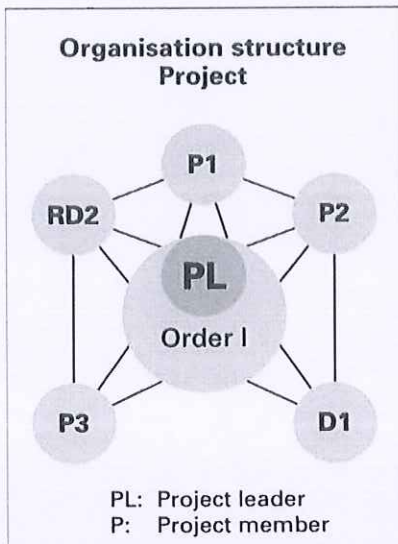 Organisation structure
Project
P1
RD2
P2
PL
Order I
P3
D1
PL: Project leader
P: Project member